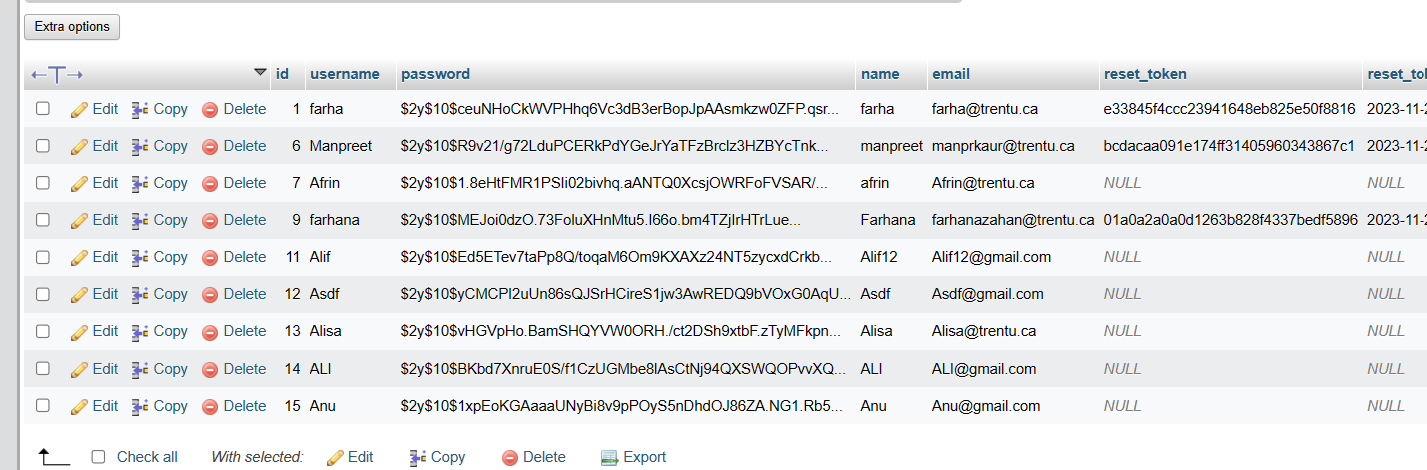 Extra options
id username password name email reset_token reset_to
Edit Copy Delete 1 farha $2y$10$ceuNHoCkWVPHhq6Vc3dB3erBopJpAAsmkzw0ZFP.qsr... farha farha@trentu.ca e33845f4ccc23941648eb825e50f8816 2023-11-2
Edit Copy Delete 6 Manpreet $2y$10$R9v21/g72LduPCERkPdYGeJrYaTFzBrclz3HZBYcTnk... manpreet manprkaur@trentu.ca bcdacaa091e174ff31405960343867c1 2023-11-2
Edit Copy Delete 7 Afrin $2y$10$1.8eHtFMR1PSIi02bivhq.aANTQ0XcsjOWRFoFVSAR/... afrin Afrin@trentu.ca NULL NULL
Edit Copy Delete 9 farhana $2y$10$MEJoi0dzO.73FoluXHnMtu5.l66o.bm4TZjIrHTrLue... Farhana farhanazahan@trentu.ca 01a0a2a0a0d1263b828f4337bedf5896 2023-11-2
Edit Copy Delete 11 Alif $2y$10$Ed5ETev7taPp8Q/toqaM6Om9KXAXz24NT5zycxdCrkb... Alif12 Alif12@gmail.com NULL NULL
Edit Copy Delete 12 Asdf $2y$10$yCMCPI2uUn86sQJSrHCireS1jw3AwREDQ9bVOxG0AqU... Asdf Asdf@gmail.com NULL NULL
Edit Copy Delete 13 Alisa $2y$10$vHGVpHo.BamSHQYVW0ORH./ct2DSh9xtbF.zTyMFkpn... Alisa Alisa@trentu.ca NULL NULL
Edit Copy Delete 14 ALI $2y$10$BKbd7XnruE0S/f1CzUGMbe8lAsCtNj94QXSWQOPvvXQ... ALI ALI@gmail.com NULL NULL
Edit Copy Delete 15 Anu $2y$10$1xpEoKGAaaaUNyBi8v9pPOyS5nDhdOJ86ZA.NG1.Rb5... Anu Anu@gmail.com NULL NULL
Check all With selected: Edit Copy Delete Export